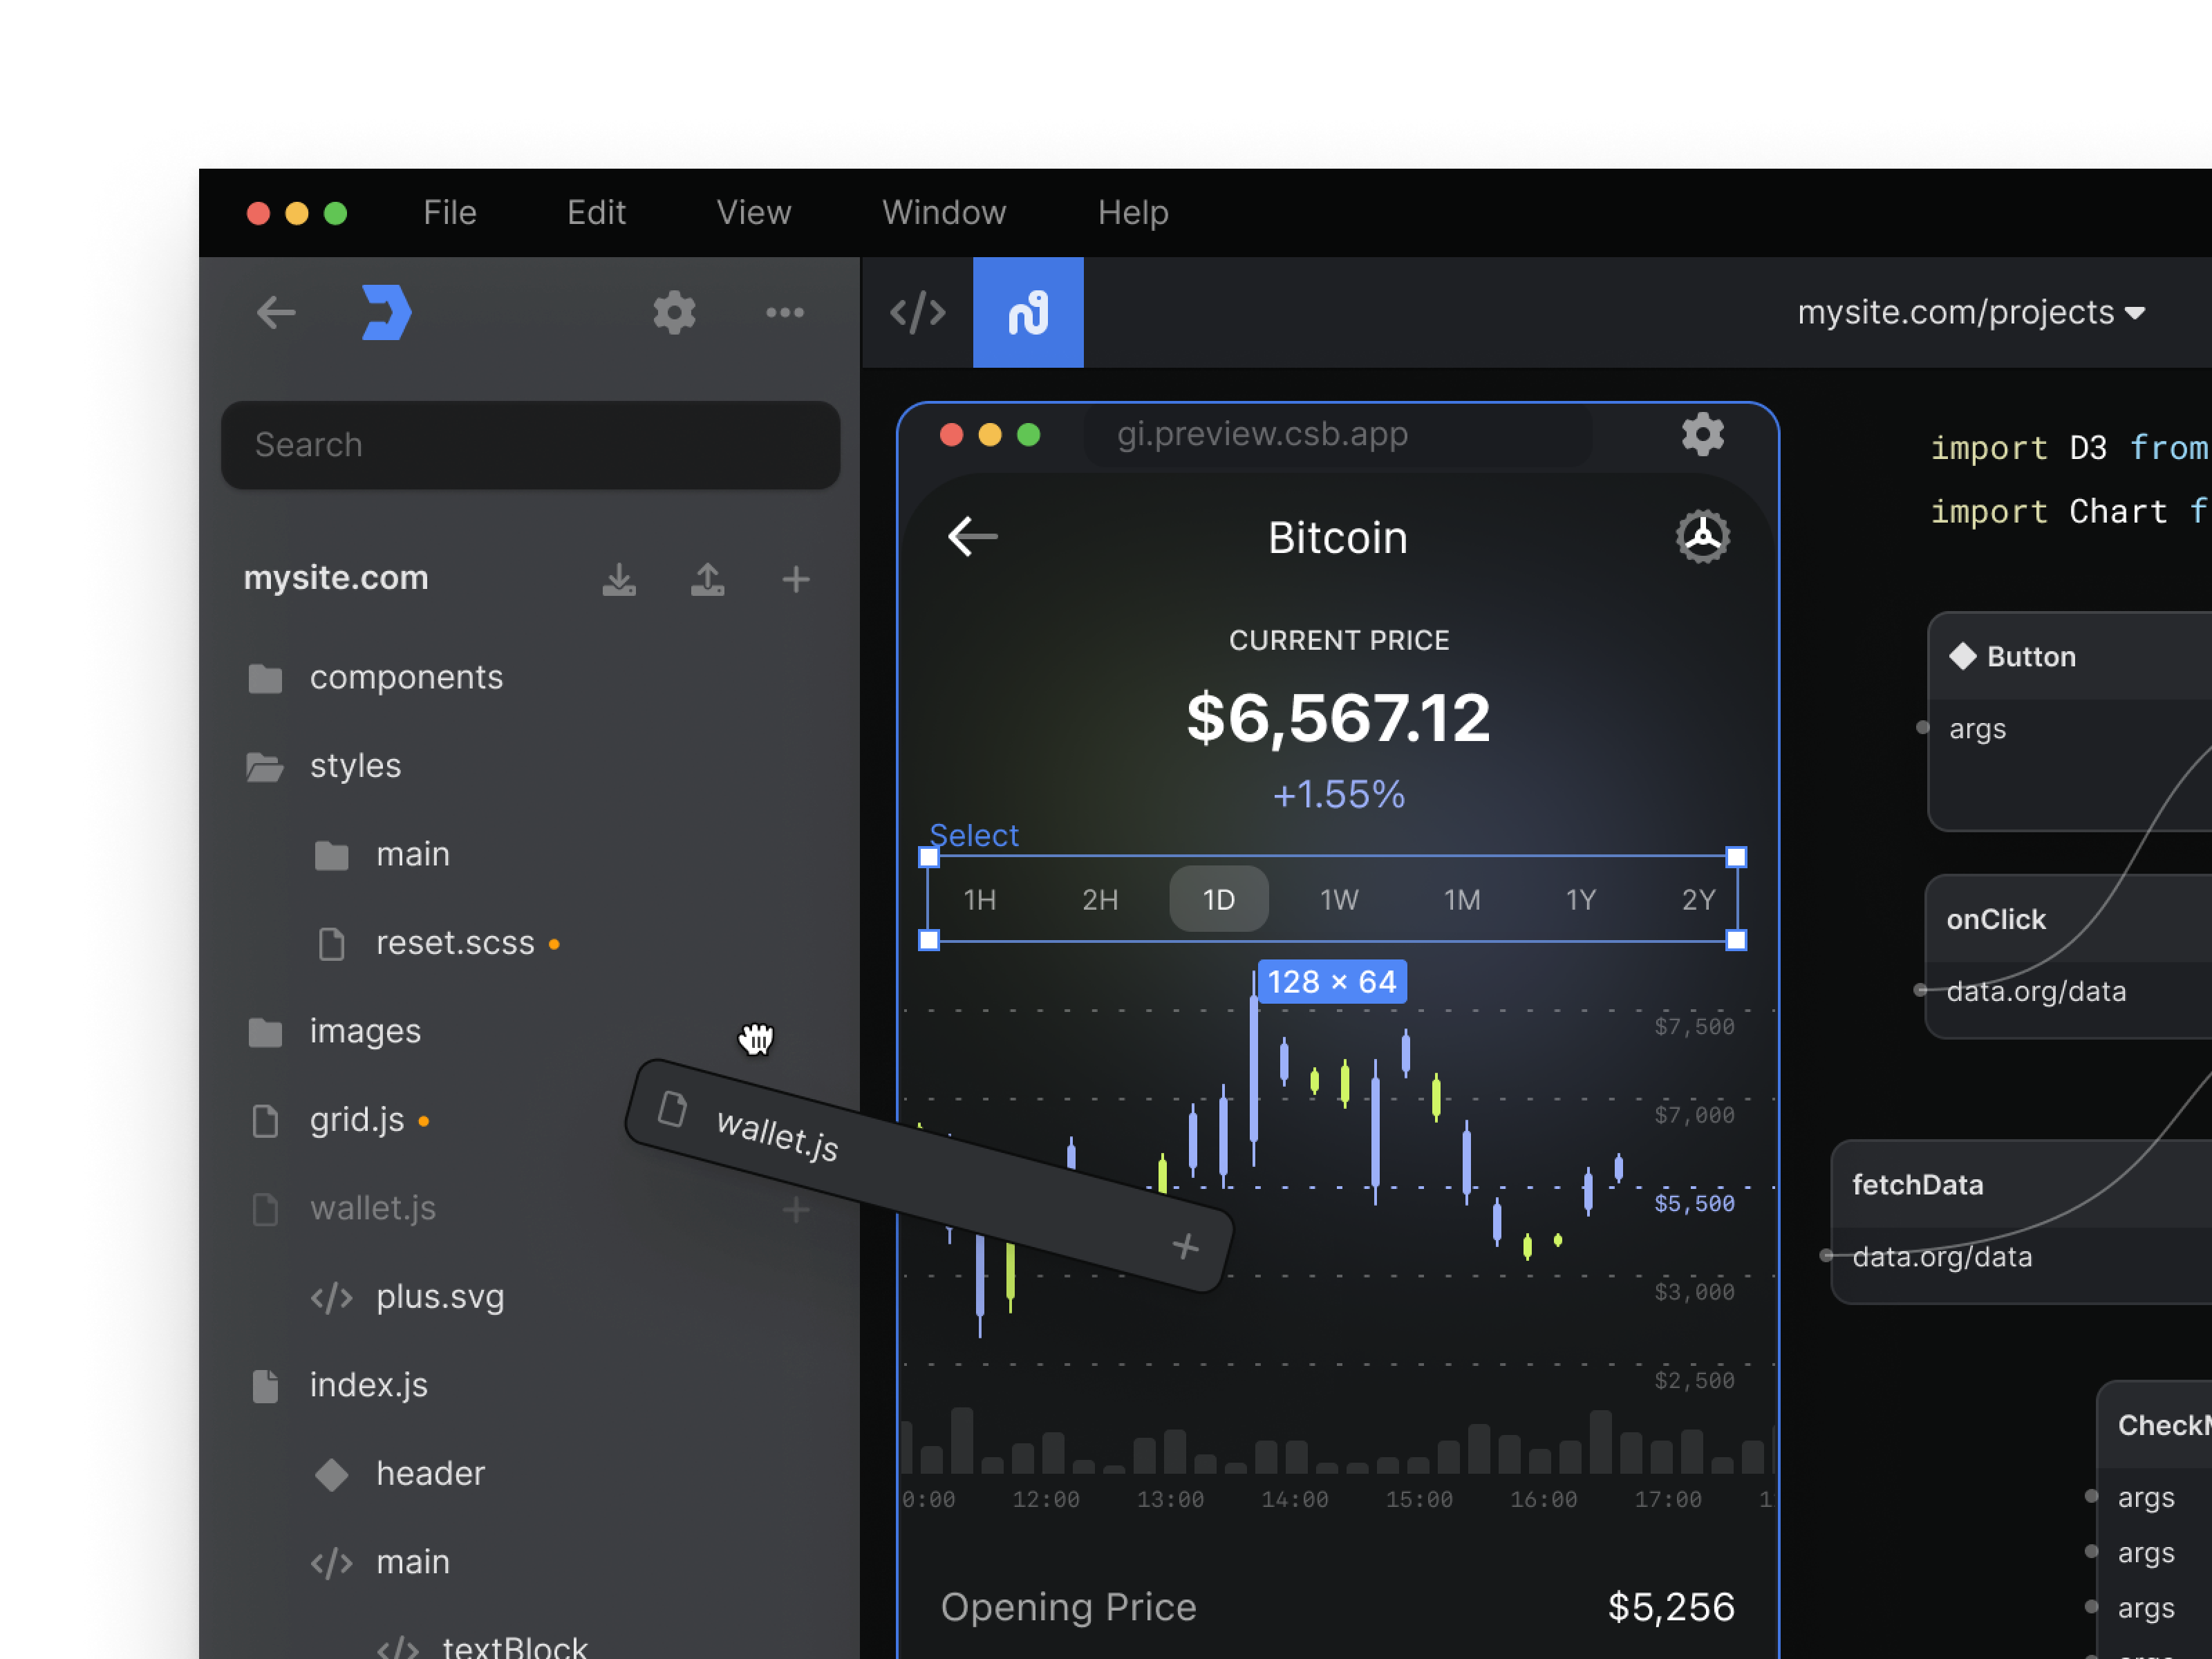 File Edit View Window Help
mysite.com/projects
Search
mysite.com
components
styles
main
reset.scss
images
grid.js
wallet.js
plus.svg
index.js
header
main
textBlock
wallet.js
gi.preview.csb.app
Bitcoin
CURRENT PRICE
$6,567.12
+1.55%
Select
1H 2H 1D 1W 1M 1Y 2Y
128 × 64
$7,500
$7,000
$5,500
$3,000
$2,500
0:00 12:00 13:00 14:00 15:00 16:00 17:00 1
Opening Price $5,256
import D3 from
import Chart f
Button
args
onClick
data.org/data
fetchData
data.org/data
CheckM
args
args
args